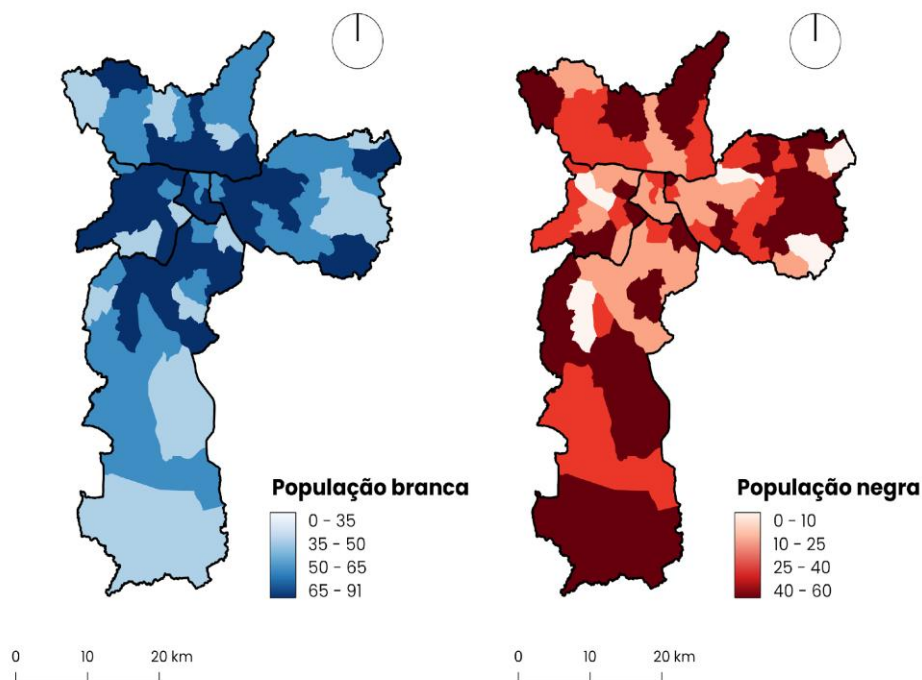 População branca
0 - 35
35 - 50
50 - 65
65 - 91
População negra
0 - 10
10 - 25
25 - 40
40 - 60
0 10 20 km
0 10 20 km